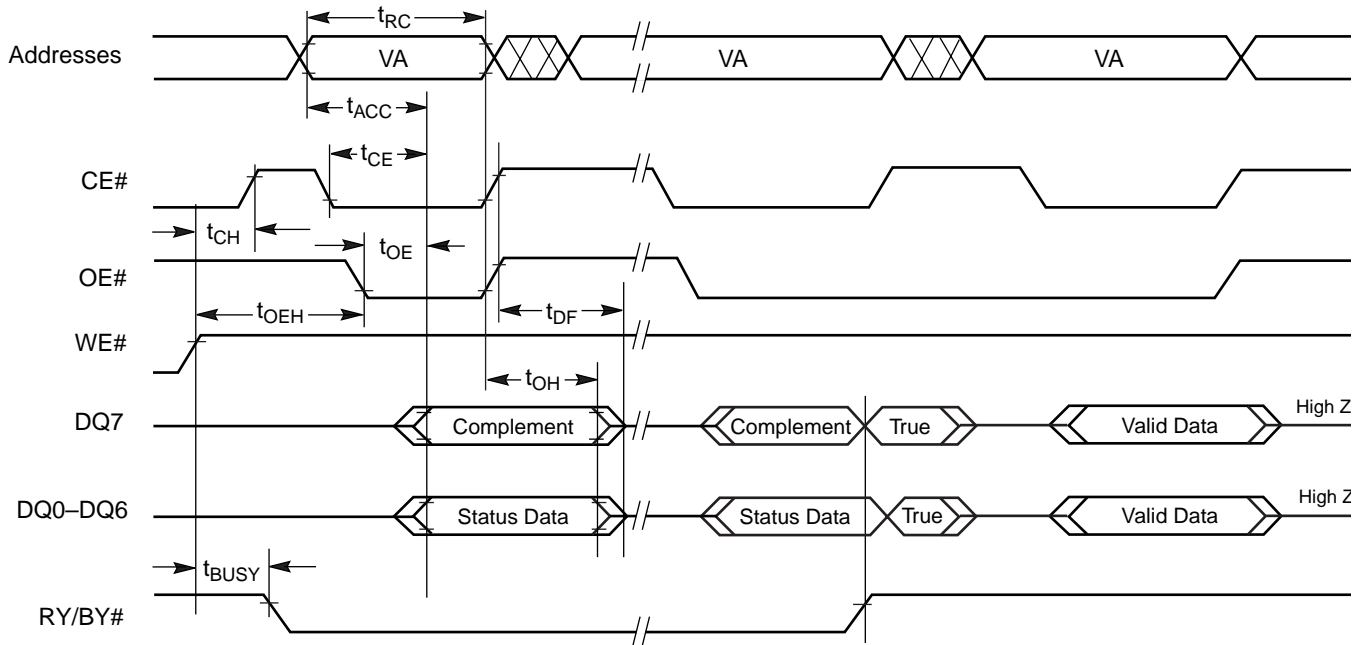 tRC
Addresses VA VA VA
tACC
tCE
CE#
tCH
tOE
OE#
tOEH tDF
WE#
tOH
DQ7 Complement Complement True Valid Data High Z
DQ0–DQ6 Status Data Status Data True Valid Data High Z
tBUSY
RY/BY#